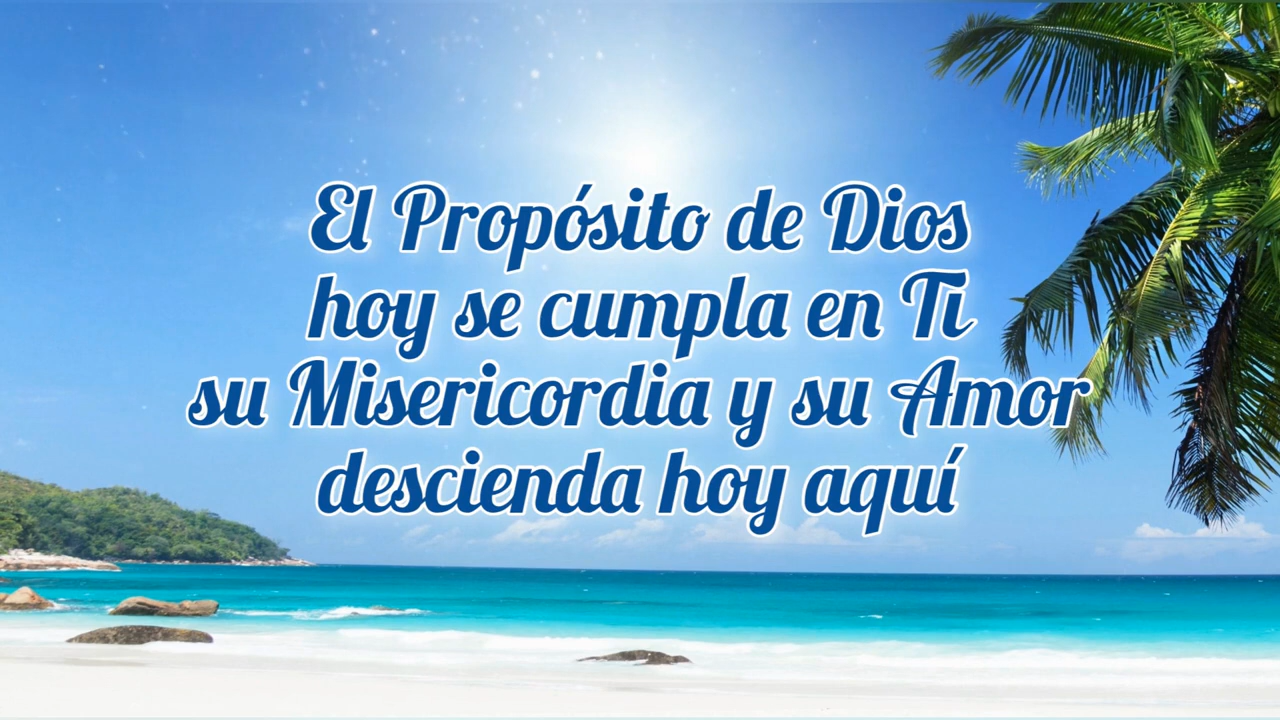 El Propósito de Dios
hoy se cumpla en Ti
su Misericordia y su Amor
descienda hoy aquí